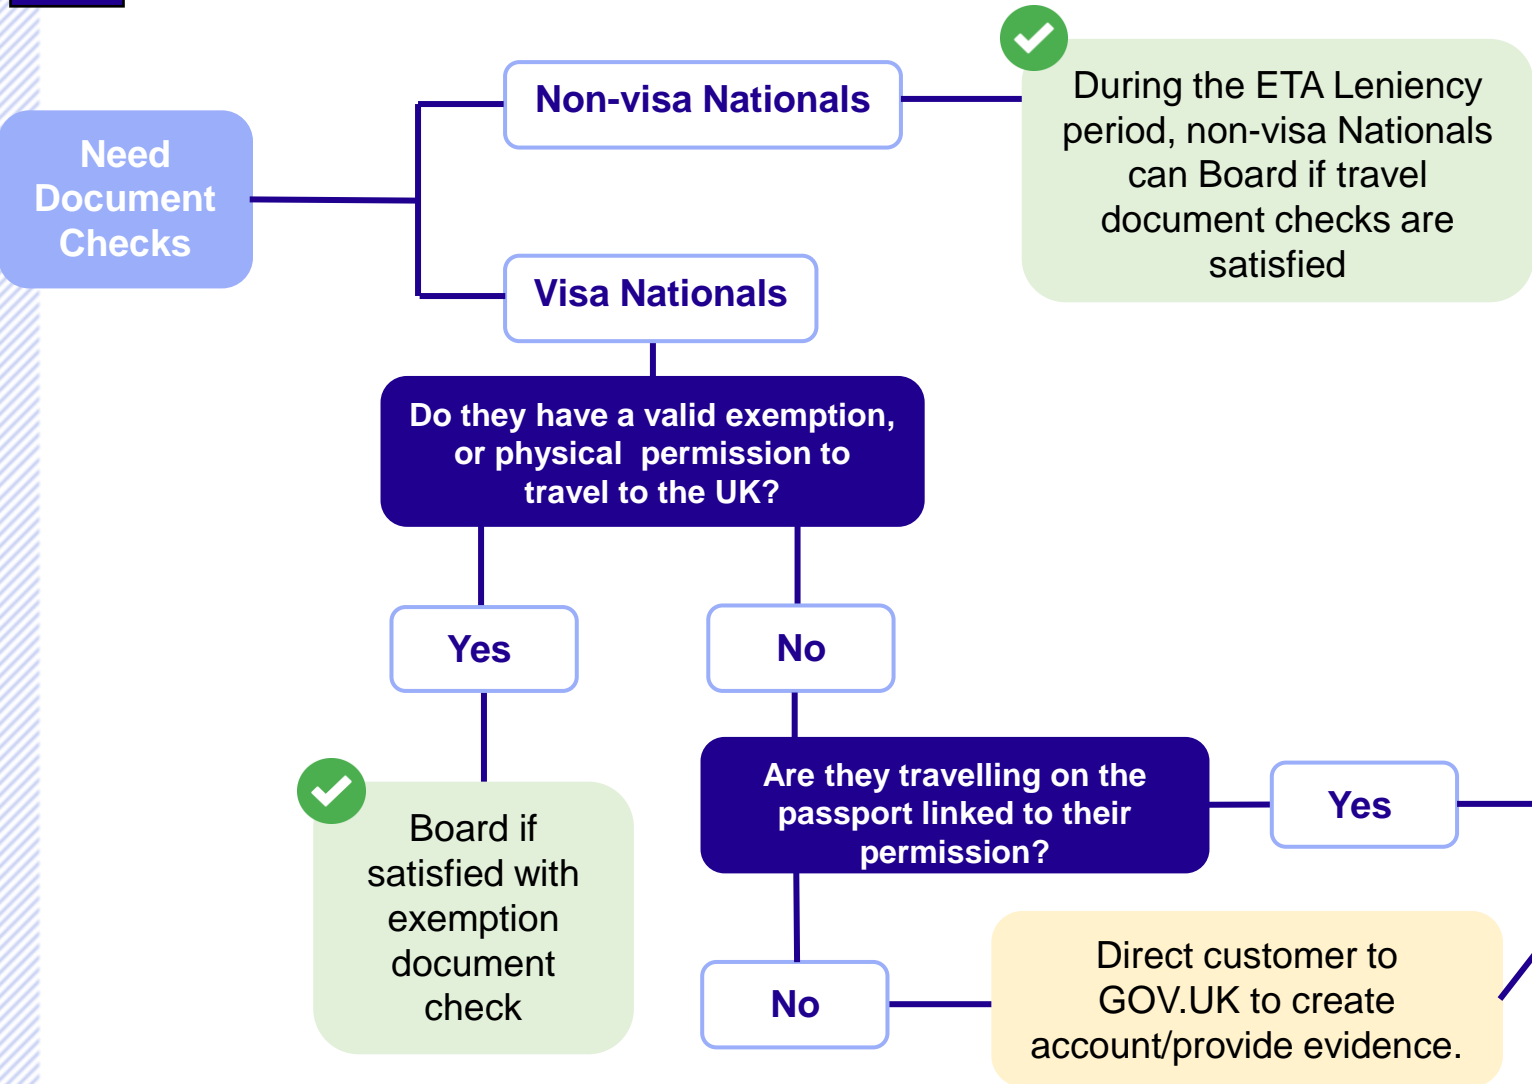 Non-visa Nationals
During the ETA Leniency
period, non-visa Nationals
can Board if travel
document checks are
satisfied
Need
Document
Checks
Visa Nationals
Do they have a valid exemption,
or physical permission to
travel to the UK?
Yes
No
Board if
satisfied with
exemption
document
check
Are they travelling on the
passport linked to their
permission?
Yes
No
Direct customer to
GOV.UK to create
account/provide evidence.